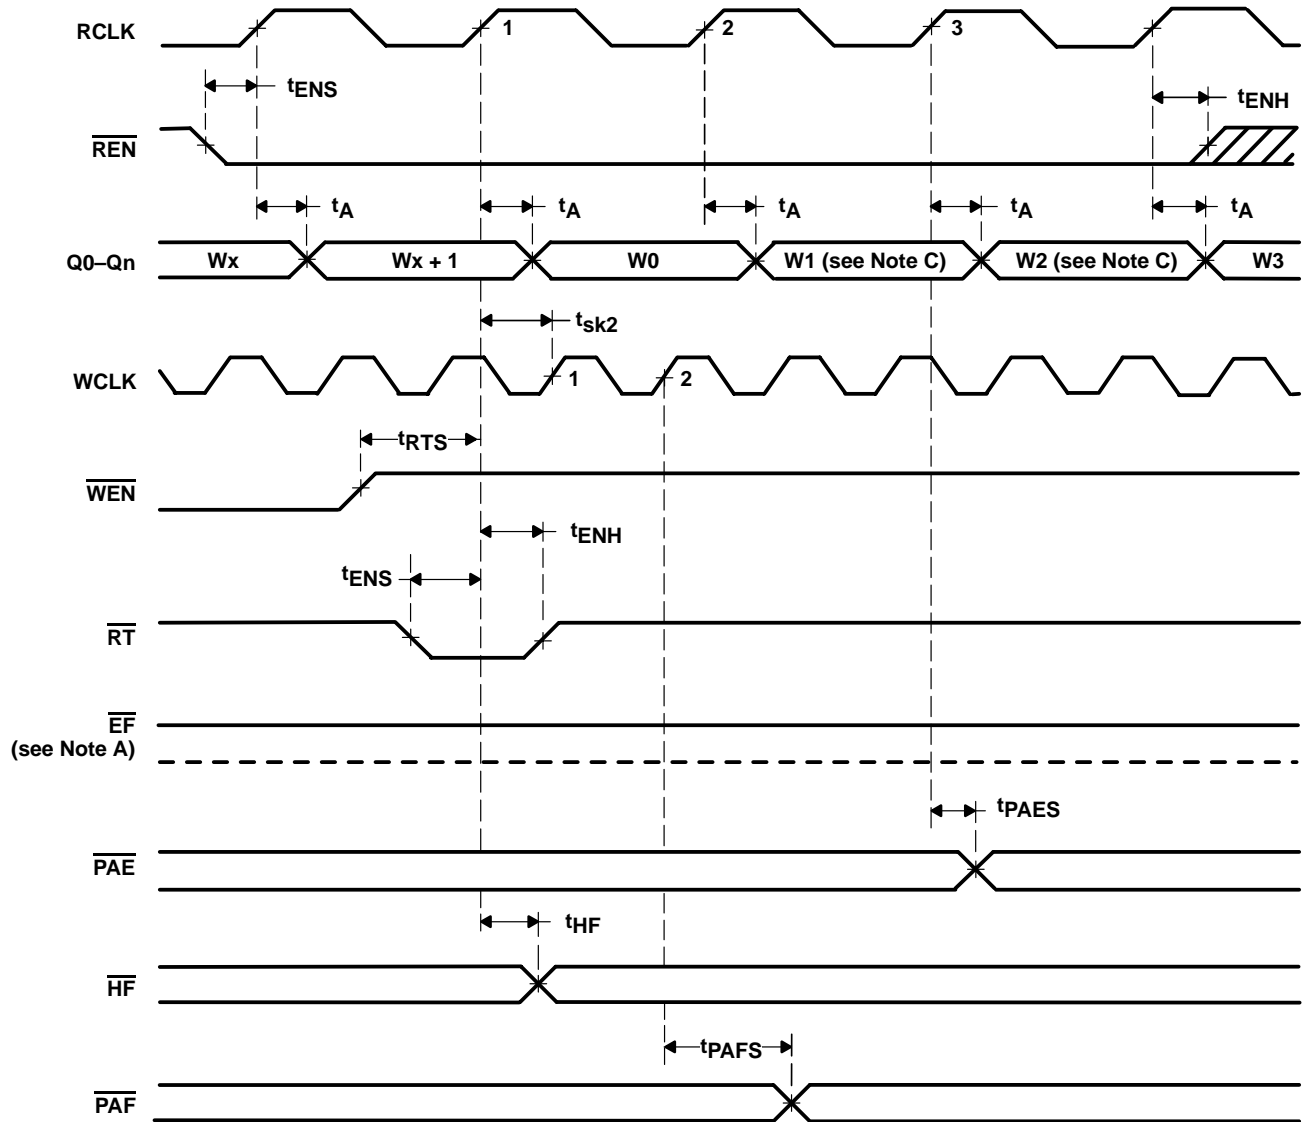 RCLK
1
2
3
tENS
tENH
REN
tA
tA
tA
tA
tA
Q0–Qn
Wx
Wx + 1
W0
W1 (see Note C)
W2 (see Note C)
W3
tsk2
WCLK
1
2
tRTS
WEN
tENH
tENS
RT
EF
(see Note A)
tPAES
PAE
tHF
HF
tPAFS
PAF